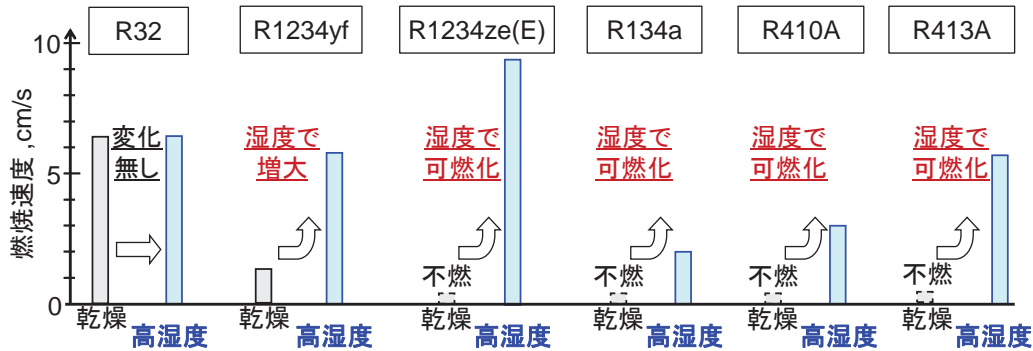 R32
R1234yf
R1234ze(E)
R134a
R410A
R413A
燃焼速度 ,cm/s
10
5
0
変化
無し
湿度で
増大
湿度で
可燃化
湿度で
可燃化
湿度で
可燃化
湿度で
可燃化
不燃
不燃
不燃
不燃
乾燥
高湿度
乾燥
高湿度
乾燥
高湿度
乾燥
高湿度
乾燥
高湿度
乾燥
高湿度